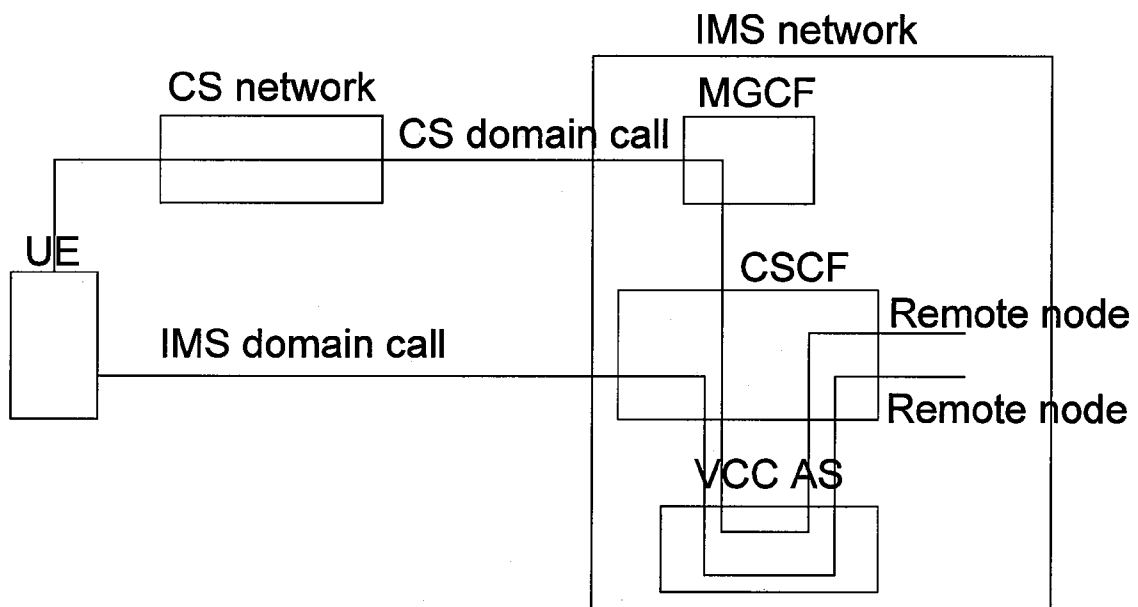 IMS network
CS network
MGCF
CS domain call
UE
CSCF
Remote node
IMS domain call
Remote node
VCC AS